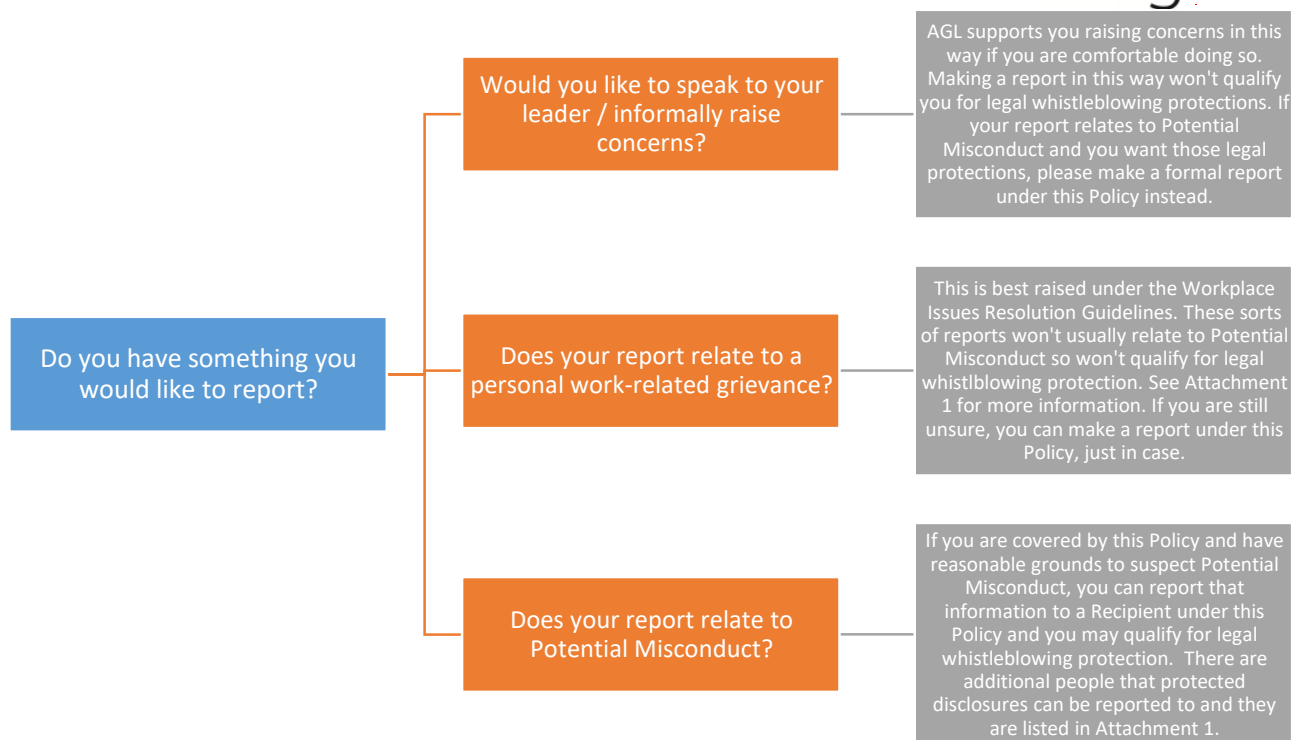 Do you have something you
would like to report?
Would you like to speak to your
leader / informally raise
concerns?
AGL supports you raising concerns in this
way if you are comfortable doing so.
Making a report in this way won't qualify
you for legal whistleblowing protections. If
your report relates to Potential
Misconduct and you want those legal
protections, please make a formal report
under this Policy instead.
Does your report relate to a
personal work-related grievance?
This is best raised under the Workplace
Issues Resolution Guidelines. These sorts
of reports won't usually relate to Potential
Misconduct so won't qualify for legal
whistlblowing protection. See Attachment
1 for more information. If you are still
unsure, you can make a report under this
Policy, just in case.
Does your report relate to
Potential Misconduct?
If you are covered by this Policy and have
reasonable grounds to suspect Potential
Misconduct, you can report that
information to a Recipient under this
Policy and you may qualify for legal
whistleblowing protection.  There are
additional people that protected
disclosures can be reported to and they
are listed in Attachment 1.